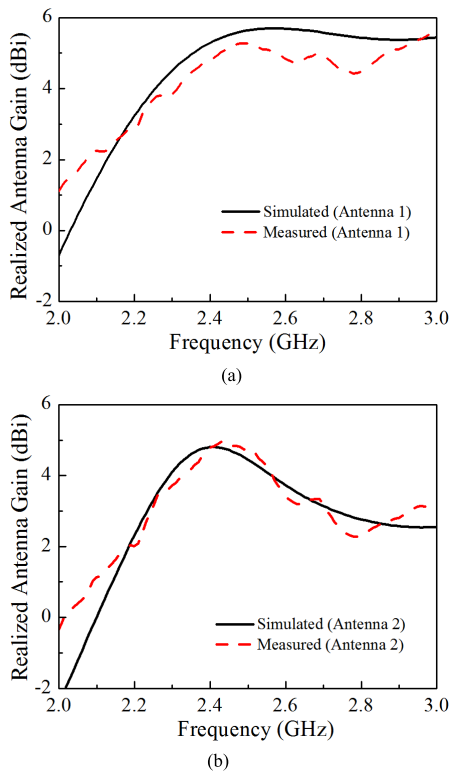 6
4
2
0
-2
Realized Antenna Gain (dBi)
Simulated (Antenna 1)
Measured (Antenna 1)
2.0 2.2 2.4 2.6 2.8 3.0
Frequency (GHz)
(a)
6
4
2
0
-2
Realized Antenna Gain (dBi)
Simulated (Antenna 2)
Measured (Antenna 2)
2.0 2.2 2.4 2.6 2.8 3.0
Frequency (GHz)
(b)